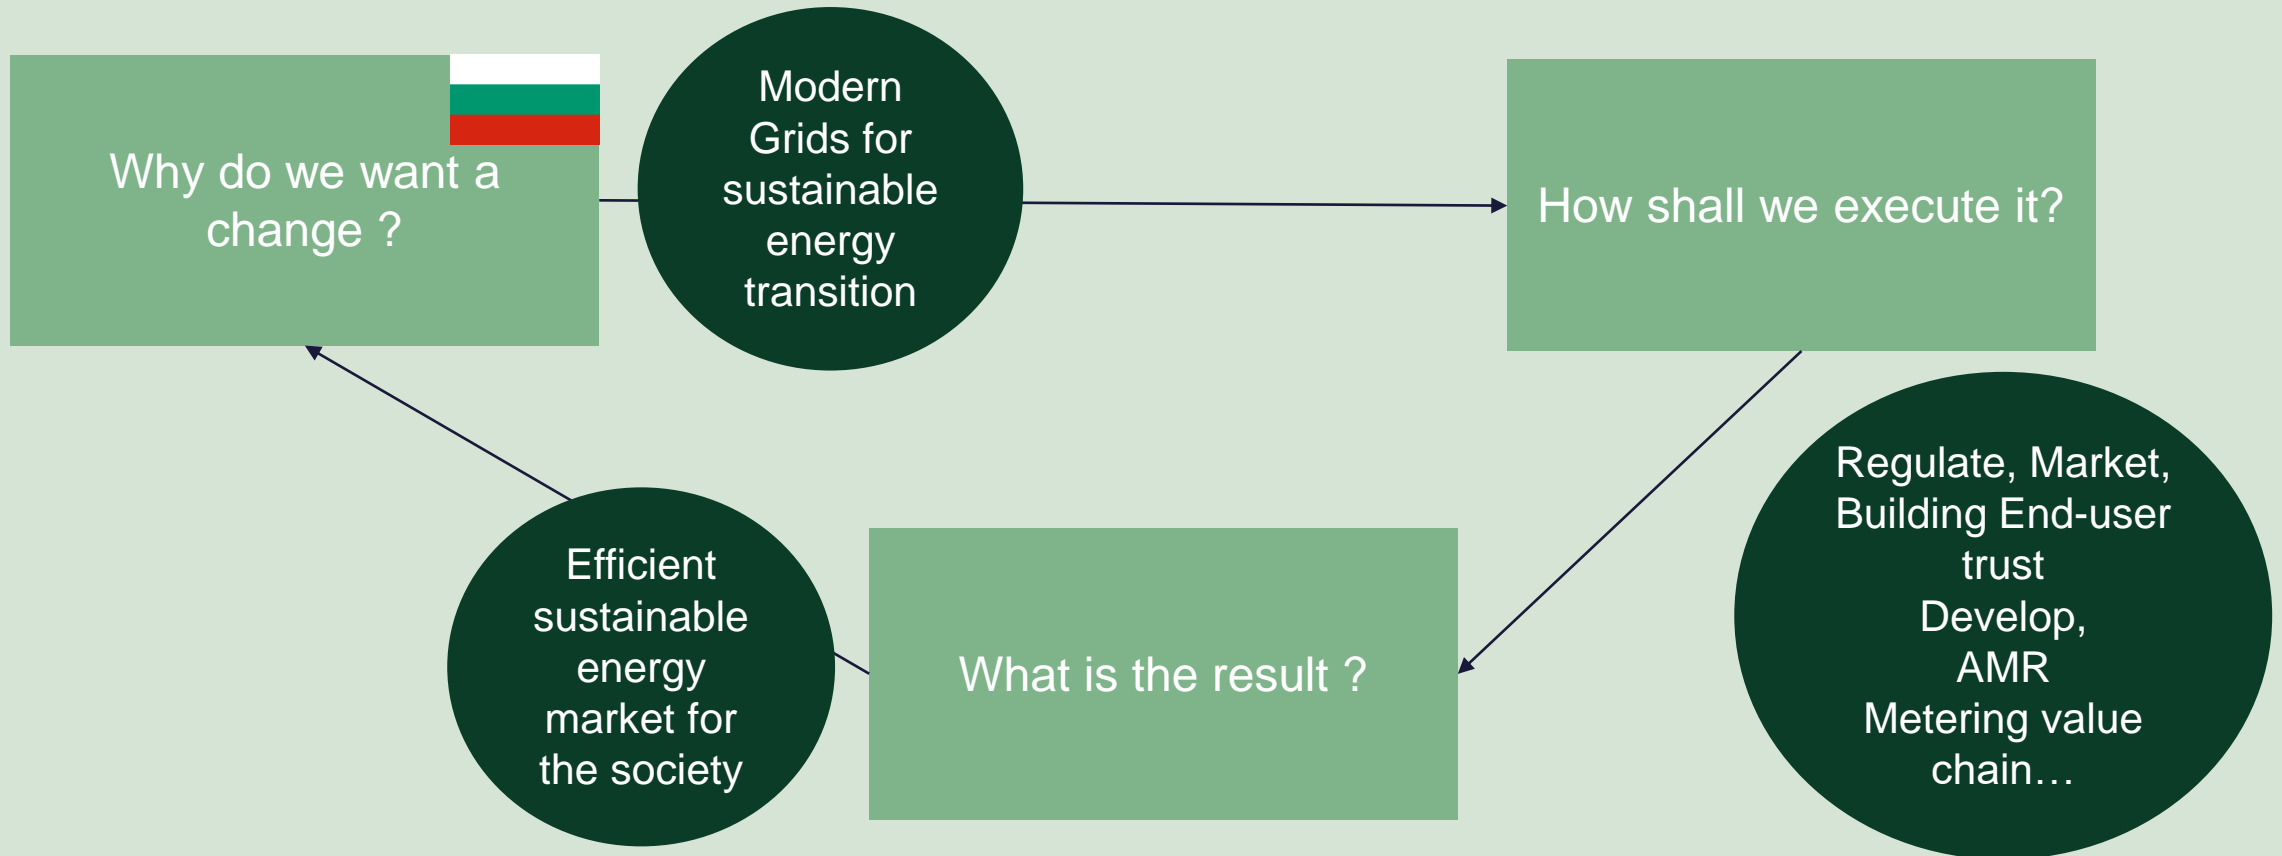 Why do we want a
change ?
Modern
Grids for
sustainable
energy
transition
How shall we execute it?
Regulate, Market,
Building End-user
trust
Develop,
AMR
Metering value
chain…
What is the result ?
Efficient
sustainable
energy
market for
the society